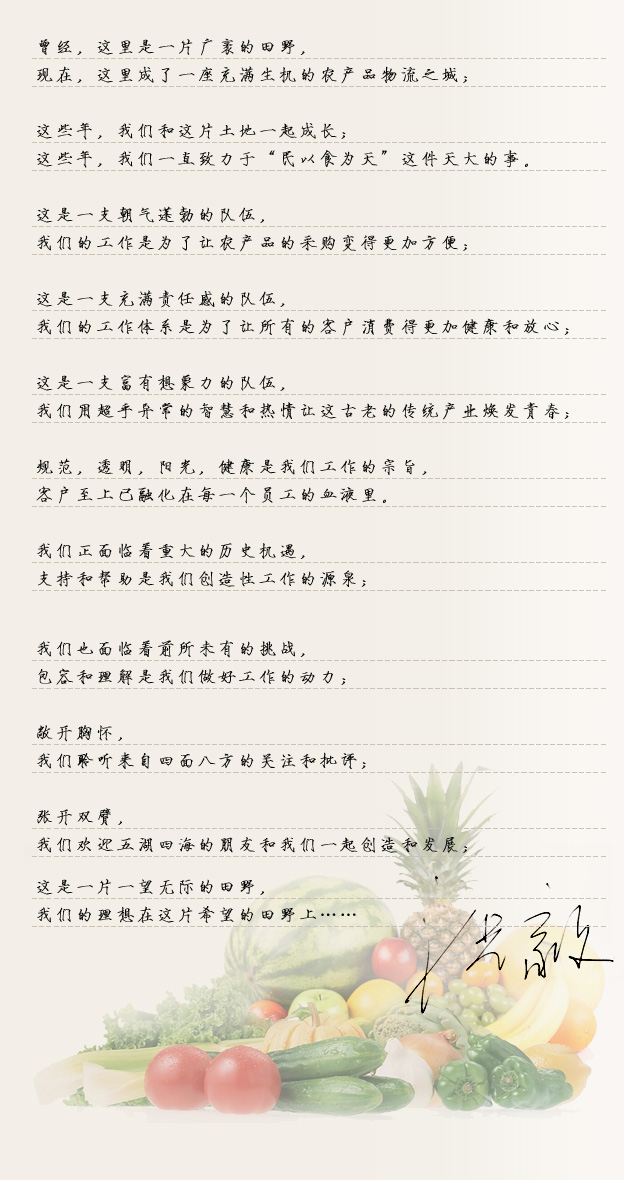 曾经，这里是一片广袤的田野，
现在，这里成了一座充满生机的农产品物流之城；
这些年，我们和这片土地一起成长；
这些年，我们一直致力于“民以食为天”这件天大的事。
这是一支朝气蓬勃的队伍，
我们的工作是为了让农产品的采购变得更加方便；
这是一支充满责任感的队伍，
我们的工作体系是为了让所有的客户消费得更加健康和放心；
这是一支富有想象力的队伍，
我们用超乎异常的智慧和热情让这古老的传统产业焕发青春；
规范，透明，阳光，健康是我们工作的宗旨，
客户至上已融化在每一个员工的血液里。
我们正面临着重大的历史机遇，
支持和帮助是我们创造性工作的源泉；
我们也面临着前所未有的挑战，
包容和理解是我们做好工作的动力；
敞开胸怀，
我们聆听来自四面八方的关注和批评；
张开双臂，
我们欢迎五湖四海的朋友和我们一起创造和发展；
这是一片一望无际的田野，
我们的理想在这片希望的田野上……